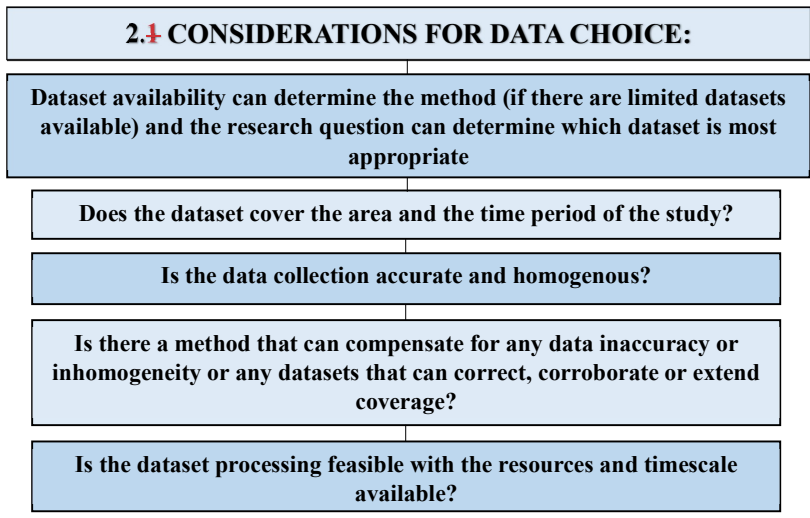 2.1 CONSIDERATIONS FOR DATA CHOICE:
Dataset availability can determine the method (if there are limited datasets
available) and the research question can determine which dataset is most
appropriate
Does the dataset cover the area and the time period of the study?
Is the data collection accurate and homogenous?
Is there a method that can compensate for any data inaccuracy or
inhomogeneity or any datasets that can correct, corroborate or extend
coverage?
Is the dataset processing feasible with the resources and timescale
available?